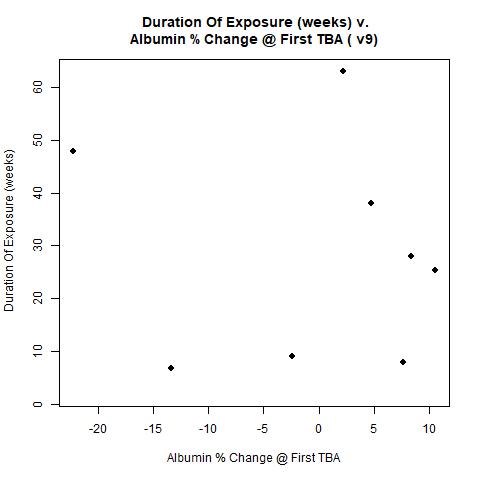 Duration Of Exposure (weeks) v.
Albumin % Change @ First TBA ( v9)
Duration Of Exposure (weeks)
60
50
40
30
20
10
0
-20 -15 -10 -5 0 5 10
Albumin % Change @ First TBA